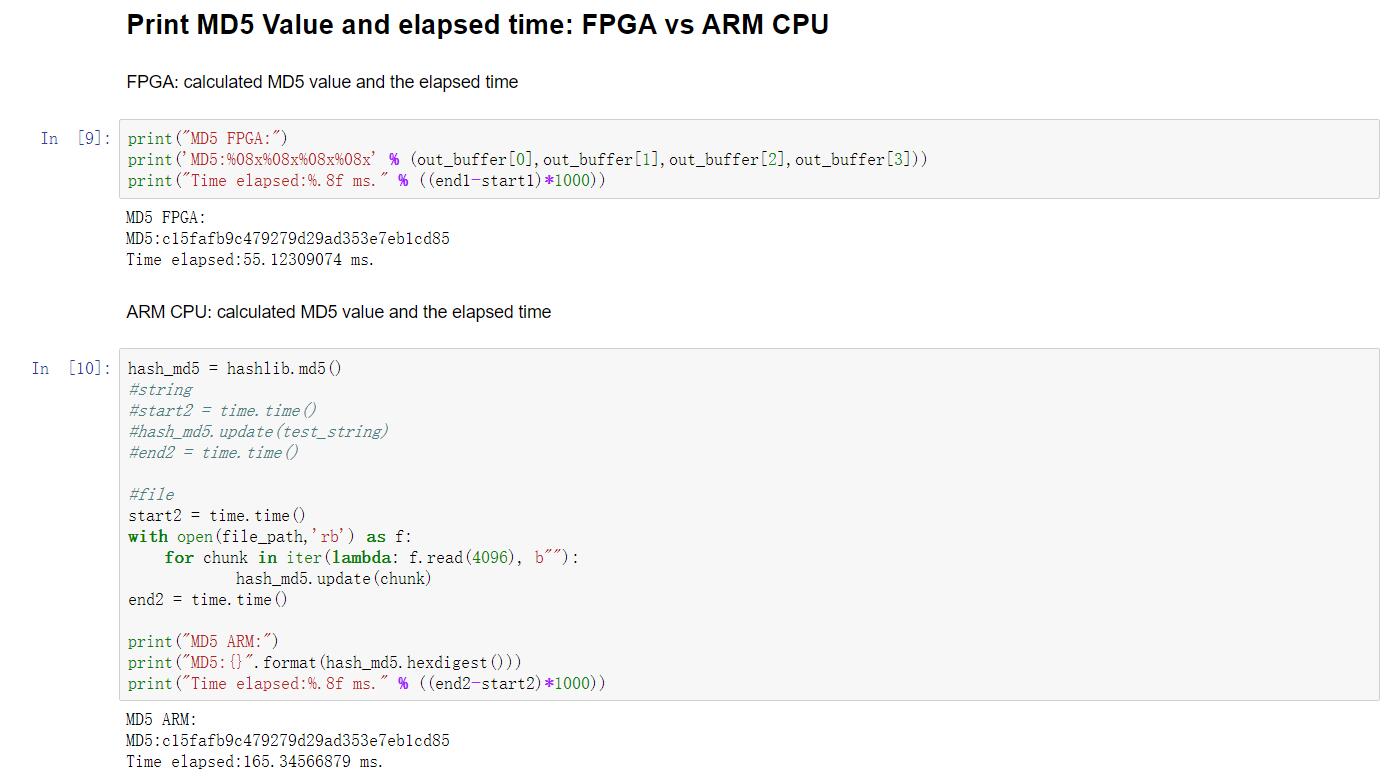 Print MD5 Value and elapsed time: FPGA vs ARM CPU
FPGA: calculated MD5 value and the elapsed time
In [9]:
print("MD5 FPGA:")
print('MD5:%08x%08x%08x%08x' % (out_buffer[0],out_buffer[1],out_buffer[2],out_buffer[3]))
print("Time elapsed:%.8f ms." % ((end1-start1)*1000))
MD5 FPGA:
MD5:c15fafb9c479279d29ad353e7eb1cd85
Time elapsed:55.12309074 ms.
ARM CPU: calculated MD5 value and the elapsed time
In [10]:
hash_md5 = hashlib.md5()
#string
#start2 = time.time()
#hash_md5.update(test_string)
#end2 = time.time()
#file
start2 = time.time()
with open(file_path,'rb') as f:
    for chunk in iter(lambda: f.read(4096), b""):
            hash_md5.update(chunk)
end2 = time.time()
print("MD5 ARM:")
print("MD5:{}".format(hash_md5.hexdigest()))
print("Time elapsed:%.8f ms." % ((end2-start2)*1000))
MD5 ARM:
MD5:c15fafb9c479279d29ad353e7eb1cd85
Time elapsed:165.34566879 ms.